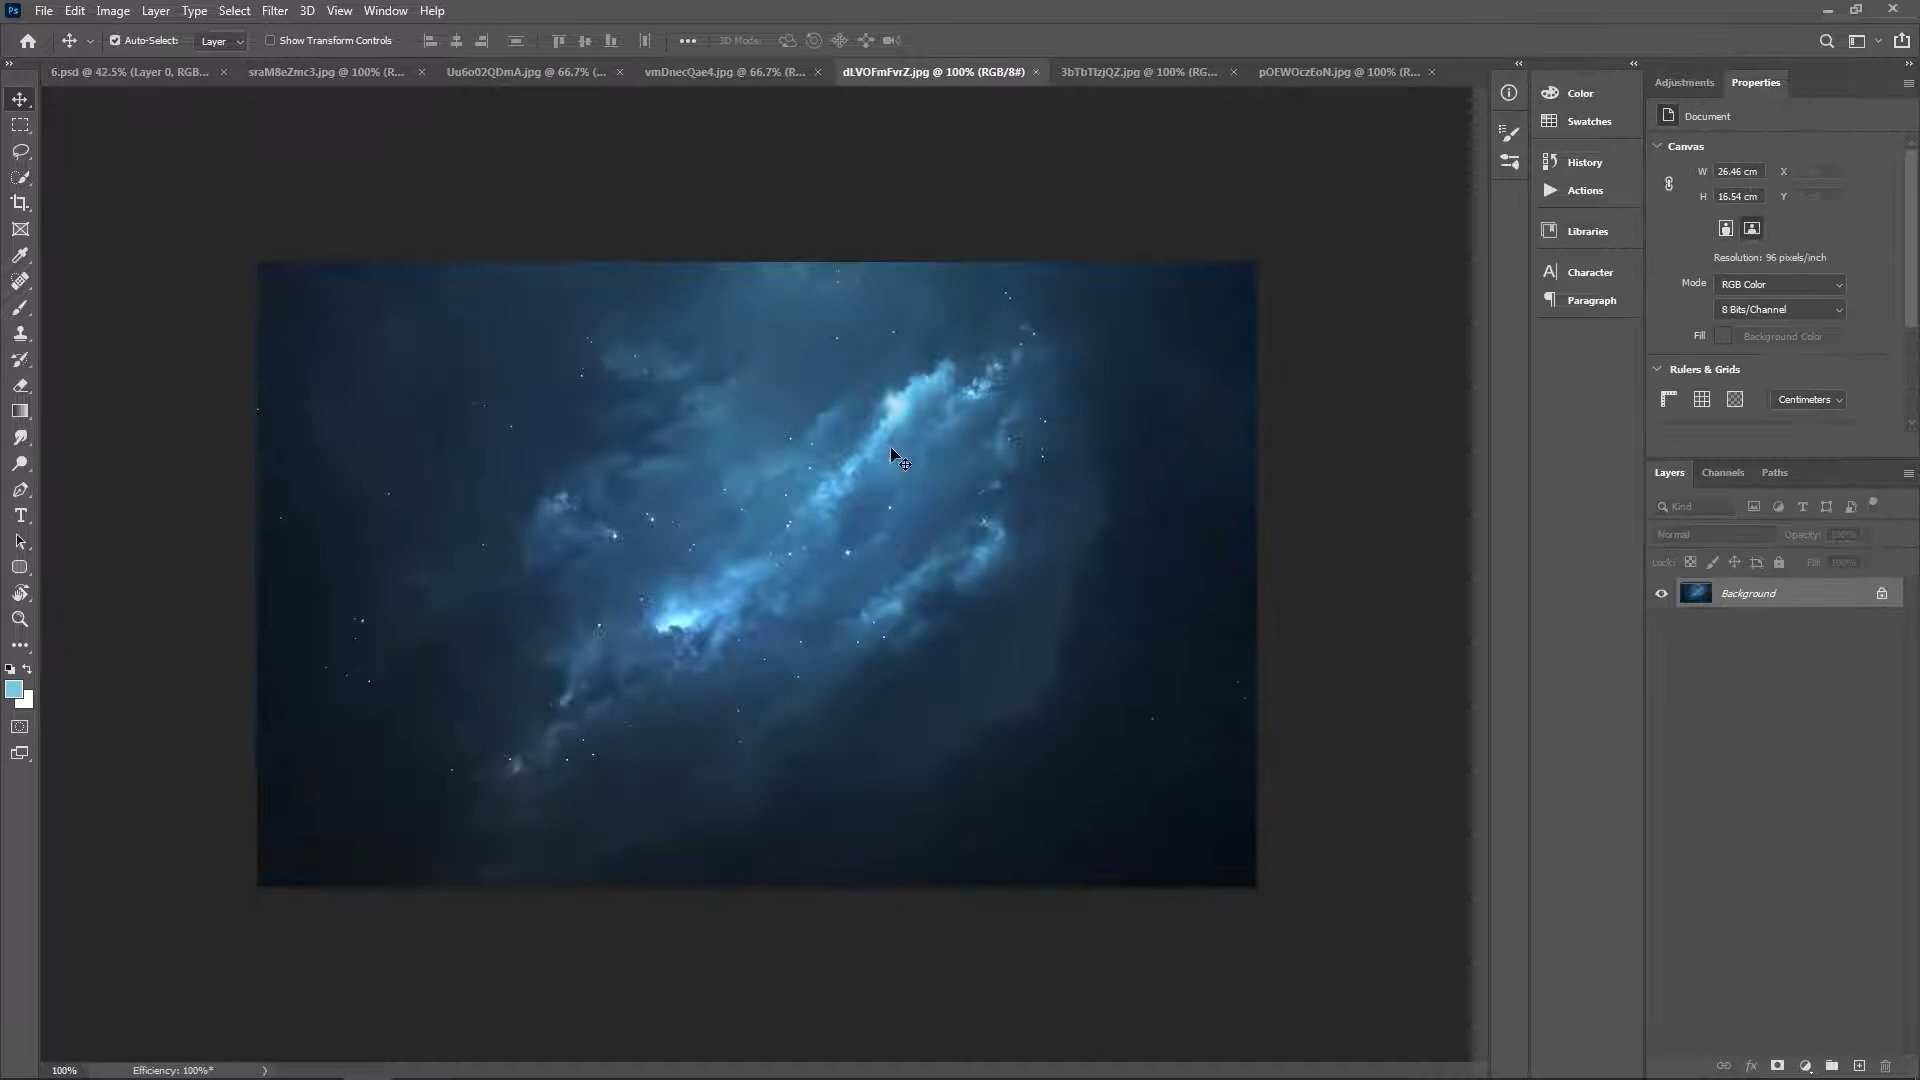 Ps File Edit Image Layer Type Select Filter 3D View Window Help
Auto-Select: Layer Show Transform Controls 3D Mode:
6.psd @ 42.5% (Layer 0, RGB... sraM8eZmc3.jpg @ 100% (R... Uu6o02QDmA.jpg @ 66.7% (... vmDnecQae4.jpg @ 66.7% (R... dLVOFmFvrZ.jpg @ 100% (RGB/8#) 3bTbTIzjQZ.jpg @ 100% (RG... pOEWOczEoN.jpg @ 100% (R...
Color
Swatches
History
Actions
Libraries
Character
Paragraph
Adjustments Properties
Document
Canvas
W 26.46 cm X
H 16.54 cm Y
Resolution: 96 pixels/inch
Mode RGB Color
8 Bits/Channel
Fill Background Color
Rulers & Grids
Centimeters
Layers Channels Paths
Kind
Normal Opacity: 100%
Lock: Fill: 100%
Background
100% Efficiency: 100%*